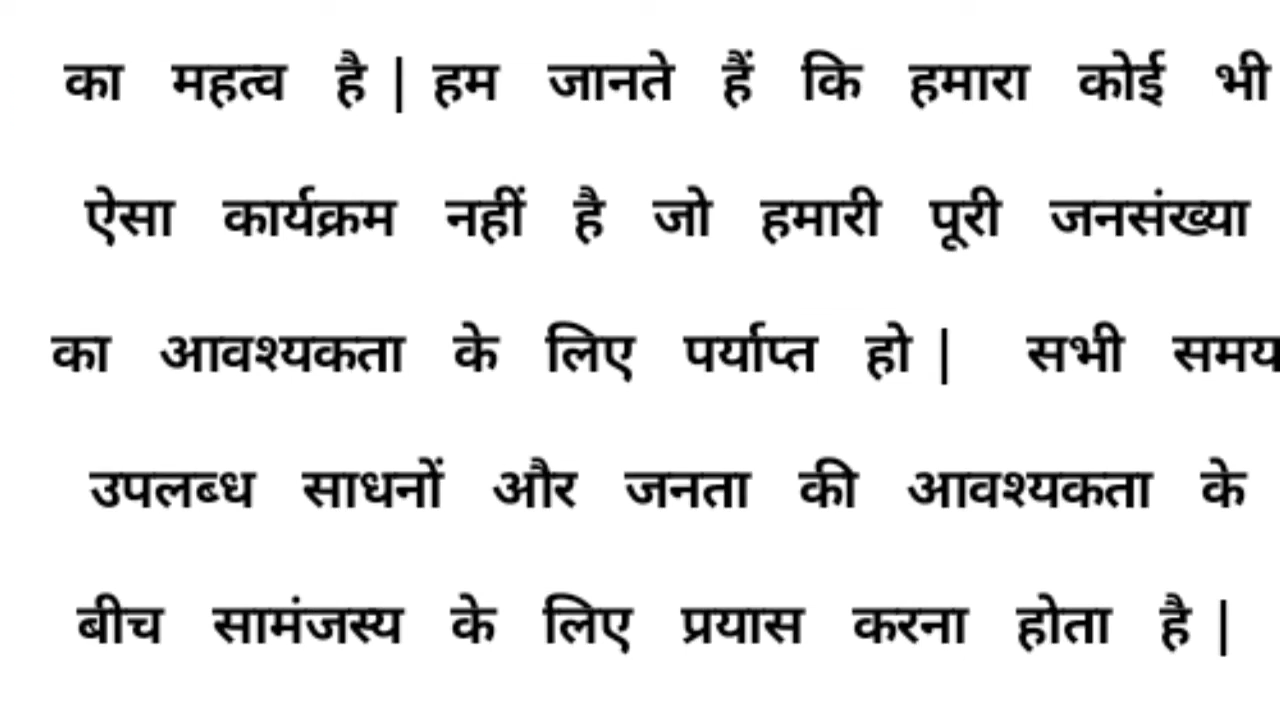 का महत्व है | हम जानते हैं कि हमारा कोई भी
ऐसा कार्यक्रम नहीं है जो हमारी पूरी जनसंख्या
का आवश्यकता के लिए पर्याप्त हो | सभी समय
उपलब्ध साधनों और जनता की आवश्यकता के
बीच सामंजस्य के लिए प्रयास करना होता है |